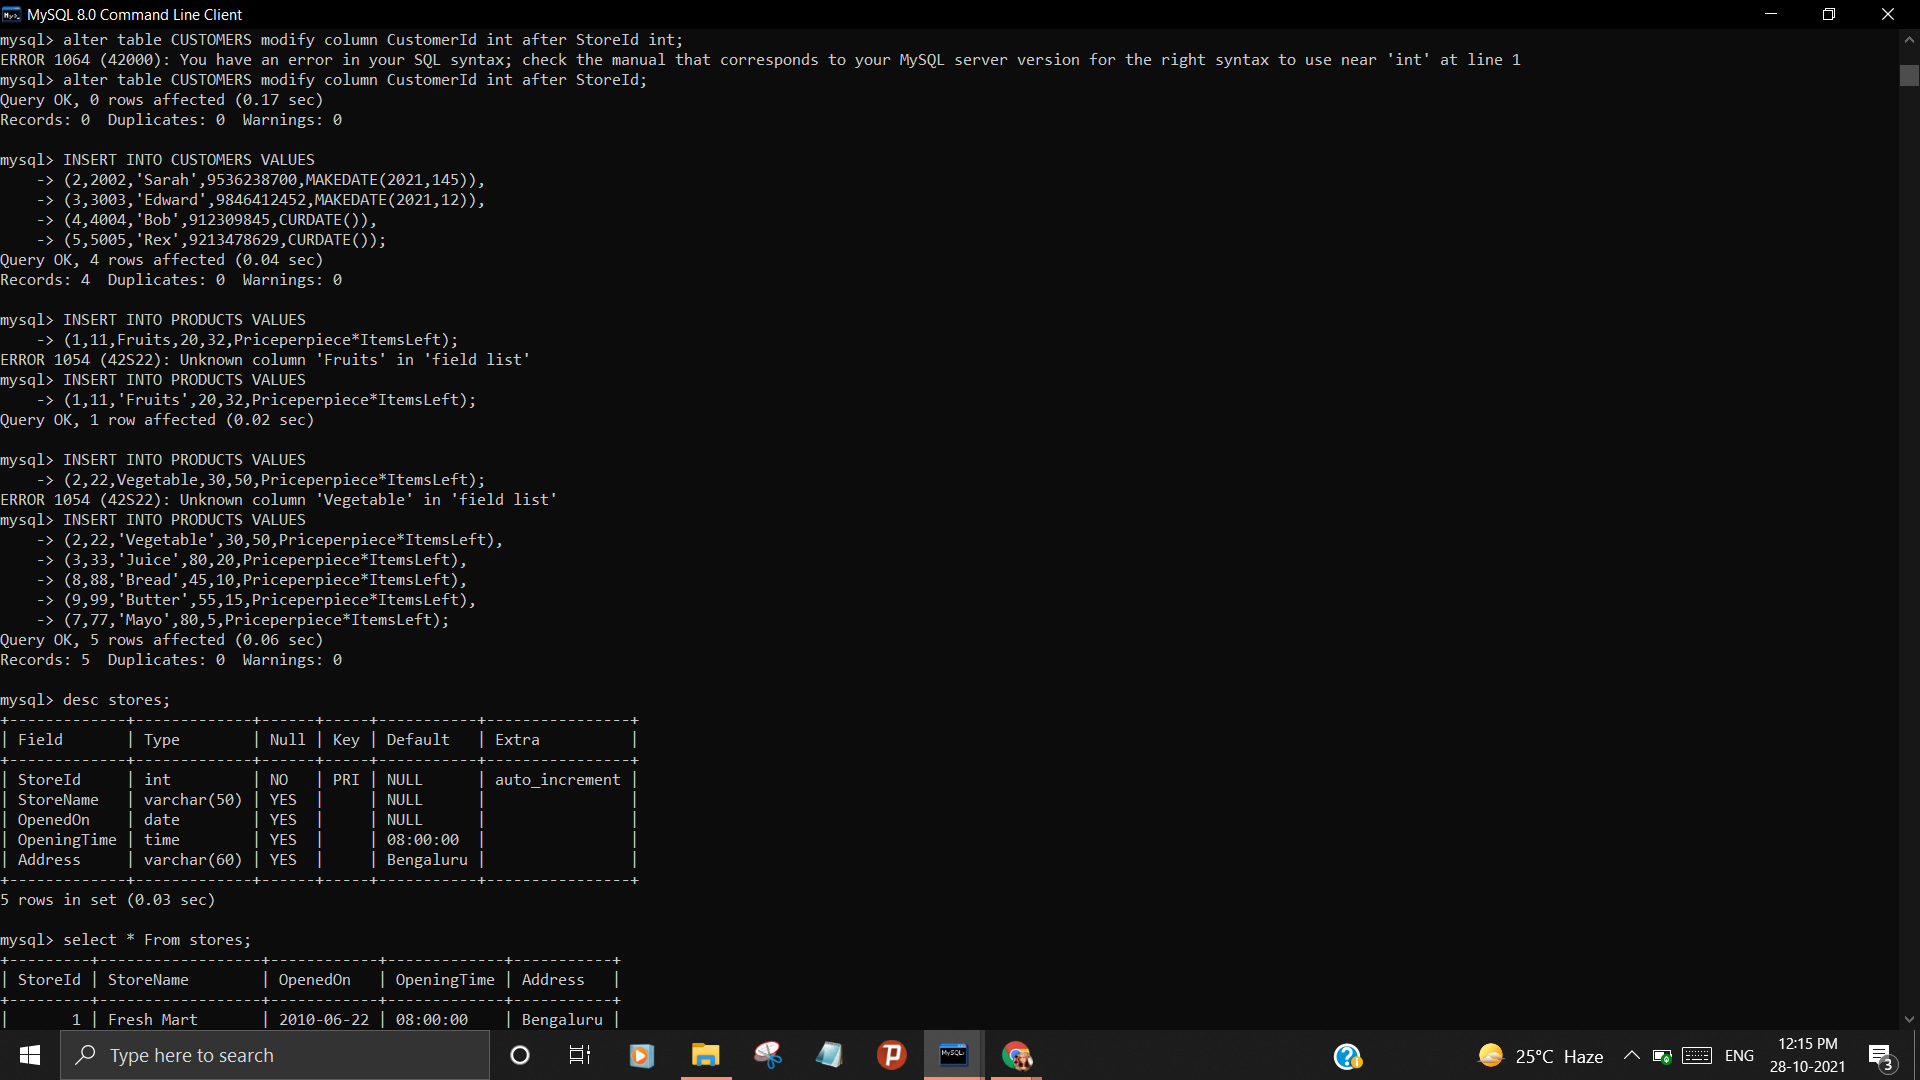 MySQL 8.0 Command Line Client
mysql> alter table CUSTOMERS modify column CustomerId int after StoreId int;
ERROR 1064 (42000): You have an error in your SQL syntax; check the manual that corresponds to your MySQL server version for the right syntax to use near 'int' at line 1
mysql> alter table CUSTOMERS modify column CustomerId int after StoreId;
Query OK, 0 rows affected (0.17 sec)
Records: 0  Duplicates: 0  Warnings: 0

mysql> INSERT INTO CUSTOMERS VALUES
    -> (2,2002,'Sarah',9536238700,MAKEDATE(2021,145)),
    -> (3,3003,'Edward',9846412452,MAKEDATE(2021,12)),
    -> (4,4004,'Bob',912309845,CURDATE()),
    -> (5,5005,'Rex',9213478629,CURDATE());
Query OK, 4 rows affected (0.04 sec)
Records: 4  Duplicates: 0  Warnings: 0

mysql> INSERT INTO PRODUCTS VALUES
    -> (1,11,Fruits,20,32,Priceperpiece*ItemsLeft);
ERROR 1054 (42S22): Unknown column 'Fruits' in 'field list'
mysql> INSERT INTO PRODUCTS VALUES
    -> (1,11,'Fruits',20,32,Priceperpiece*ItemsLeft);
Query OK, 1 row affected (0.02 sec)

mysql> INSERT INTO PRODUCTS VALUES
    -> (2,22,Vegetable,30,50,Priceperpiece*ItemsLeft);
ERROR 1054 (42S22): Unknown column 'Vegetable' in 'field list'
mysql> INSERT INTO PRODUCTS VALUES
    -> (2,22,'Vegetable',30,50,Priceperpiece*ItemsLeft),
    -> (3,33,'Juice',80,20,Priceperpiece*ItemsLeft),
    -> (8,88,'Bread',45,10,Priceperpiece*ItemsLeft),
    -> (9,99,'Butter',55,15,Priceperpiece*ItemsLeft),
    -> (7,77,'Mayo',80,5,Priceperpiece*ItemsLeft);
Query OK, 5 rows affected (0.06 sec)
Records: 5  Duplicates: 0  Warnings: 0

mysql> desc stores;
+-------------+-------------+------+-----+-----------+----------------+
| Field       | Type        | Null | Key | Default   | Extra          |
+-------------+-------------+------+-----+-----------+----------------+
| StoreId     | int         | NO   | PRI | NULL      | auto_increment |
| StoreName   | varchar(50) | YES  |     | NULL      |                |
| OpenedOn    | date        | YES  |     | NULL      |                |
| OpeningTime | time        | YES  |     | 08:00:00  |                |
| Address     | varchar(60) | YES  |     | Bengaluru |                |
+-------------+-------------+------+-----+-----------+----------------+
5 rows in set (0.03 sec)

mysql> select * From stores;
+---------+------------------+------------+-------------+-----------+
| StoreId | StoreName        | OpenedOn   | OpeningTime | Address   |
+---------+------------------+------------+-------------+-----------+
|       1 | Fresh Mart       | 2010-06-22 | 08:00:00    | Bengaluru |
Type here to search
MySQL
25°C Haze
ENG
12:15 PM
28-10-2021
3